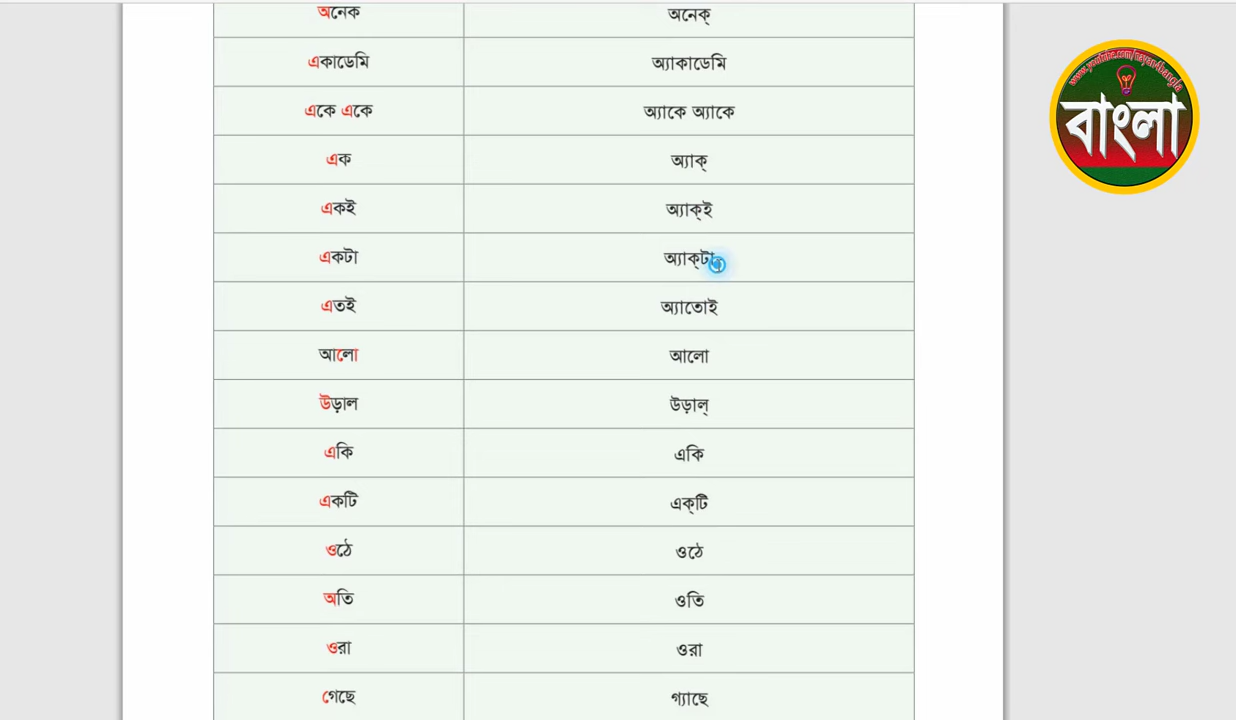 অনেক অনেক্
একাডেমি অ্যাকাডেমি
একে একে অ্যাকে অ্যাকে
এক অ্যাক্
একই অ্যাক্‌ই
একটা অ্যাক্‌টা
এতই অ্যাতোই
আলো আলো
উড়াল উড়াল্
একি একি
একটি এক্‌টি
ওঠে ওঠে
অতি ওতি
ওরা ওরা
গেছে গ্যাছে
বাংলা